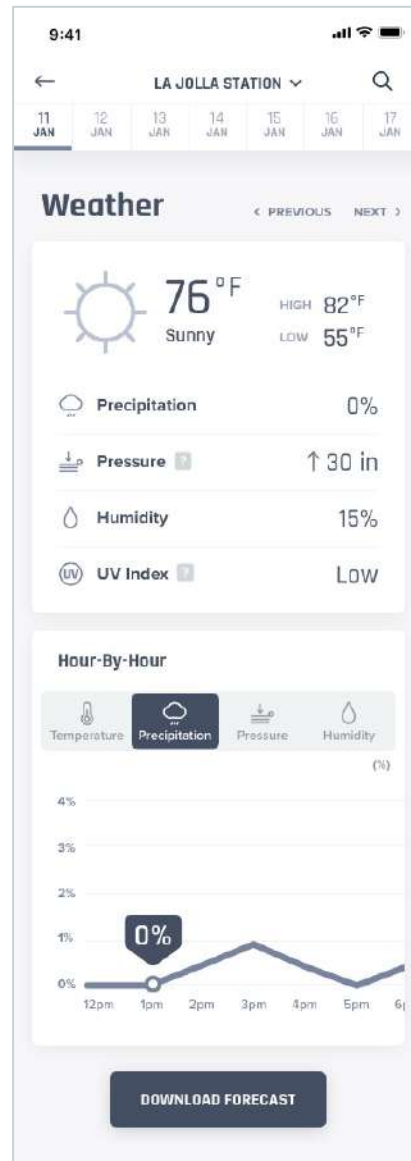 9:41
LA JOLLA STATION
11 12 13 14 15 16 17
JAN JAN JAN JAN JAN JAN JAN
Weather
< PREVIOUS NEXT >
76°F
Sunny
HIGH 82°F
LOW 55°F
Precipitation 0%
Pressure ? ↑ 30 in
Humidity 15%
UV UV Index ? Low
Hour-By-Hour
Temperature Precipitation Pressure Humidity
(%)
4%
3%
2%
1%
0%
0%
12pm 1pm 2pm 3pm 4pm 5pm
DOWNLOAD FORECAST